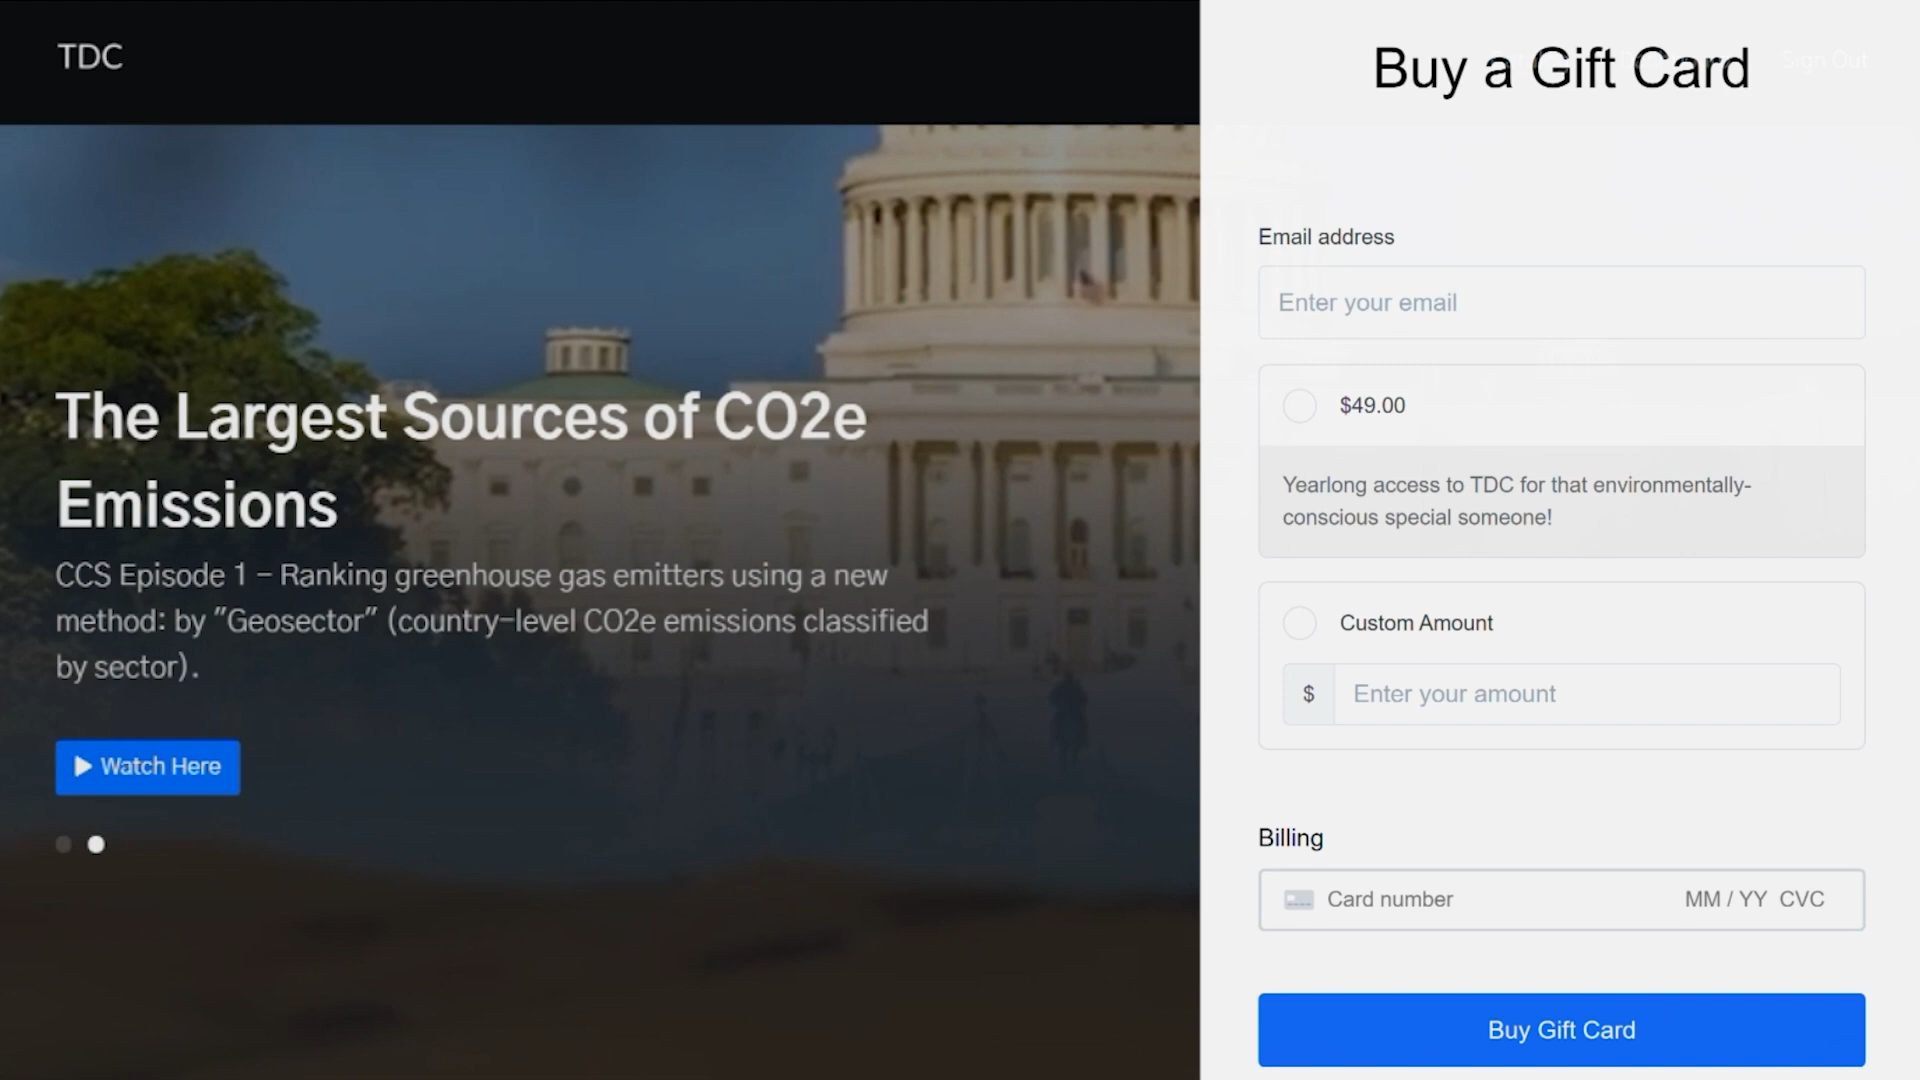 TDC
The Largest Sources of CO2e
Emissions
CCS Episode 1 – Ranking greenhouse gas emitters using a new
method: by "Geosector" (country-level CO2e emissions classified
by sector).
Watch Here
Buy a Gift Card
Sign Out
Email address
Enter your email
$49.00
Yearlong access to TDC for that environmentally-
conscious special someone!
Custom Amount
$ Enter your amount
Billing
Card number MM / YY CVC
Buy Gift Card